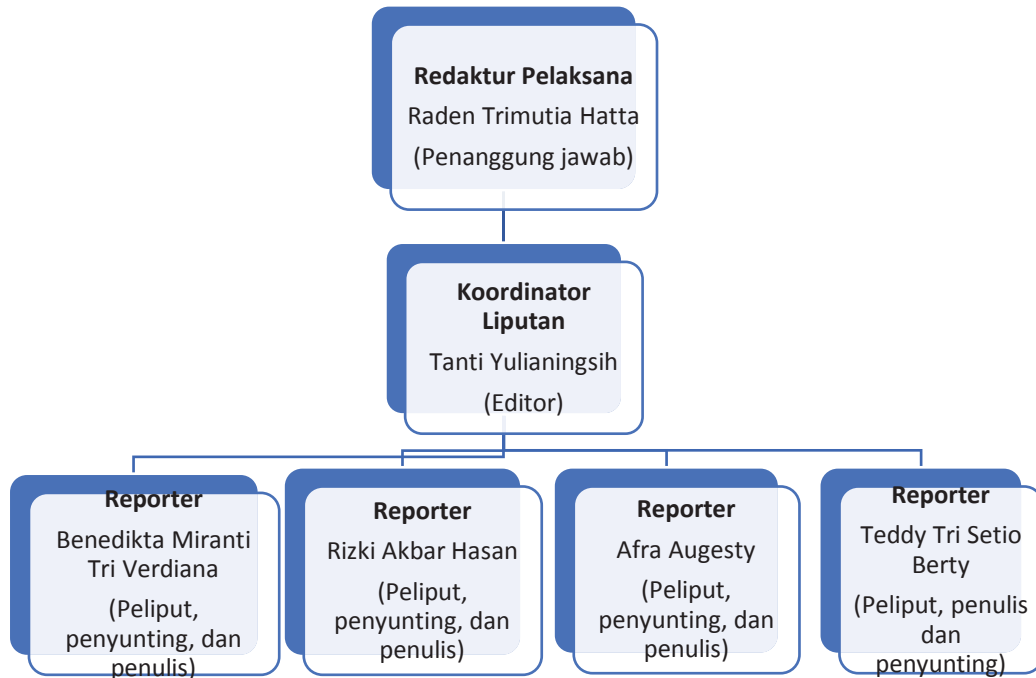 Redaktur Pelaksana
Raden Trimutia Hatta
(Penanggung jawab)
Koordinator
Liputan
Tanti Yulianingsih
(Editor)
Reporter
Benedikta Miranti
Tri Verdiana
(Peliput,
penyunting, dan
penulis)
Reporter
Rizki Akbar Hasan
(Peliput,
penyunting, dan
penulis)
Reporter
Afra Augesty
(Peliput,
penyunting, dan
penulis)
Reporter
Teddy Tri Setio
Berty
(Peliput, penulis
dan
penyunting)